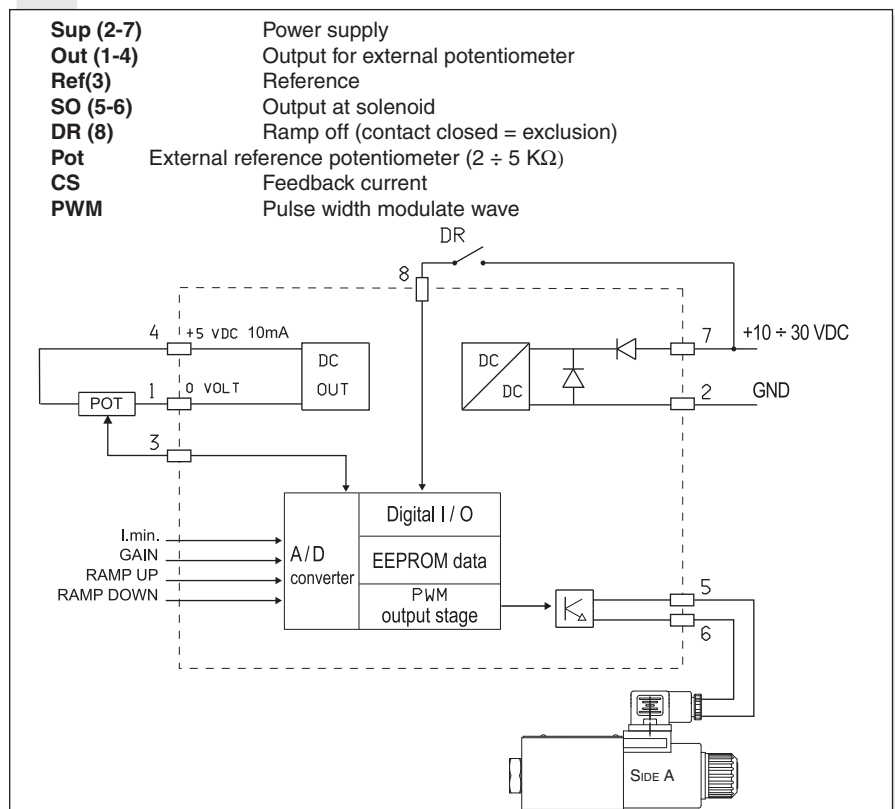 Sup (2-7) Power supply
Out (1-4) Output for external potentiometer
Ref(3) Reference
SO (5-6) Output at solenoid
DR (8) Ramp off (contact closed = exclusion)
Pot External reference potentiometer (2 ÷ 5 KΩ)
CS Feedback current
PWM Pulse width modulate wave
DR
8
4 +5 VDC 10mA
DC
OUT
DC
DC
7 +10 ÷ 30 VDC
POT
1 0 VOLT
2 GND
3
Digital I / O
I.min.
GAIN
RAMP UP
RAMP DOWN
A/D
converter
EEPROM data
PWM
output stage
5
6
SIDE A